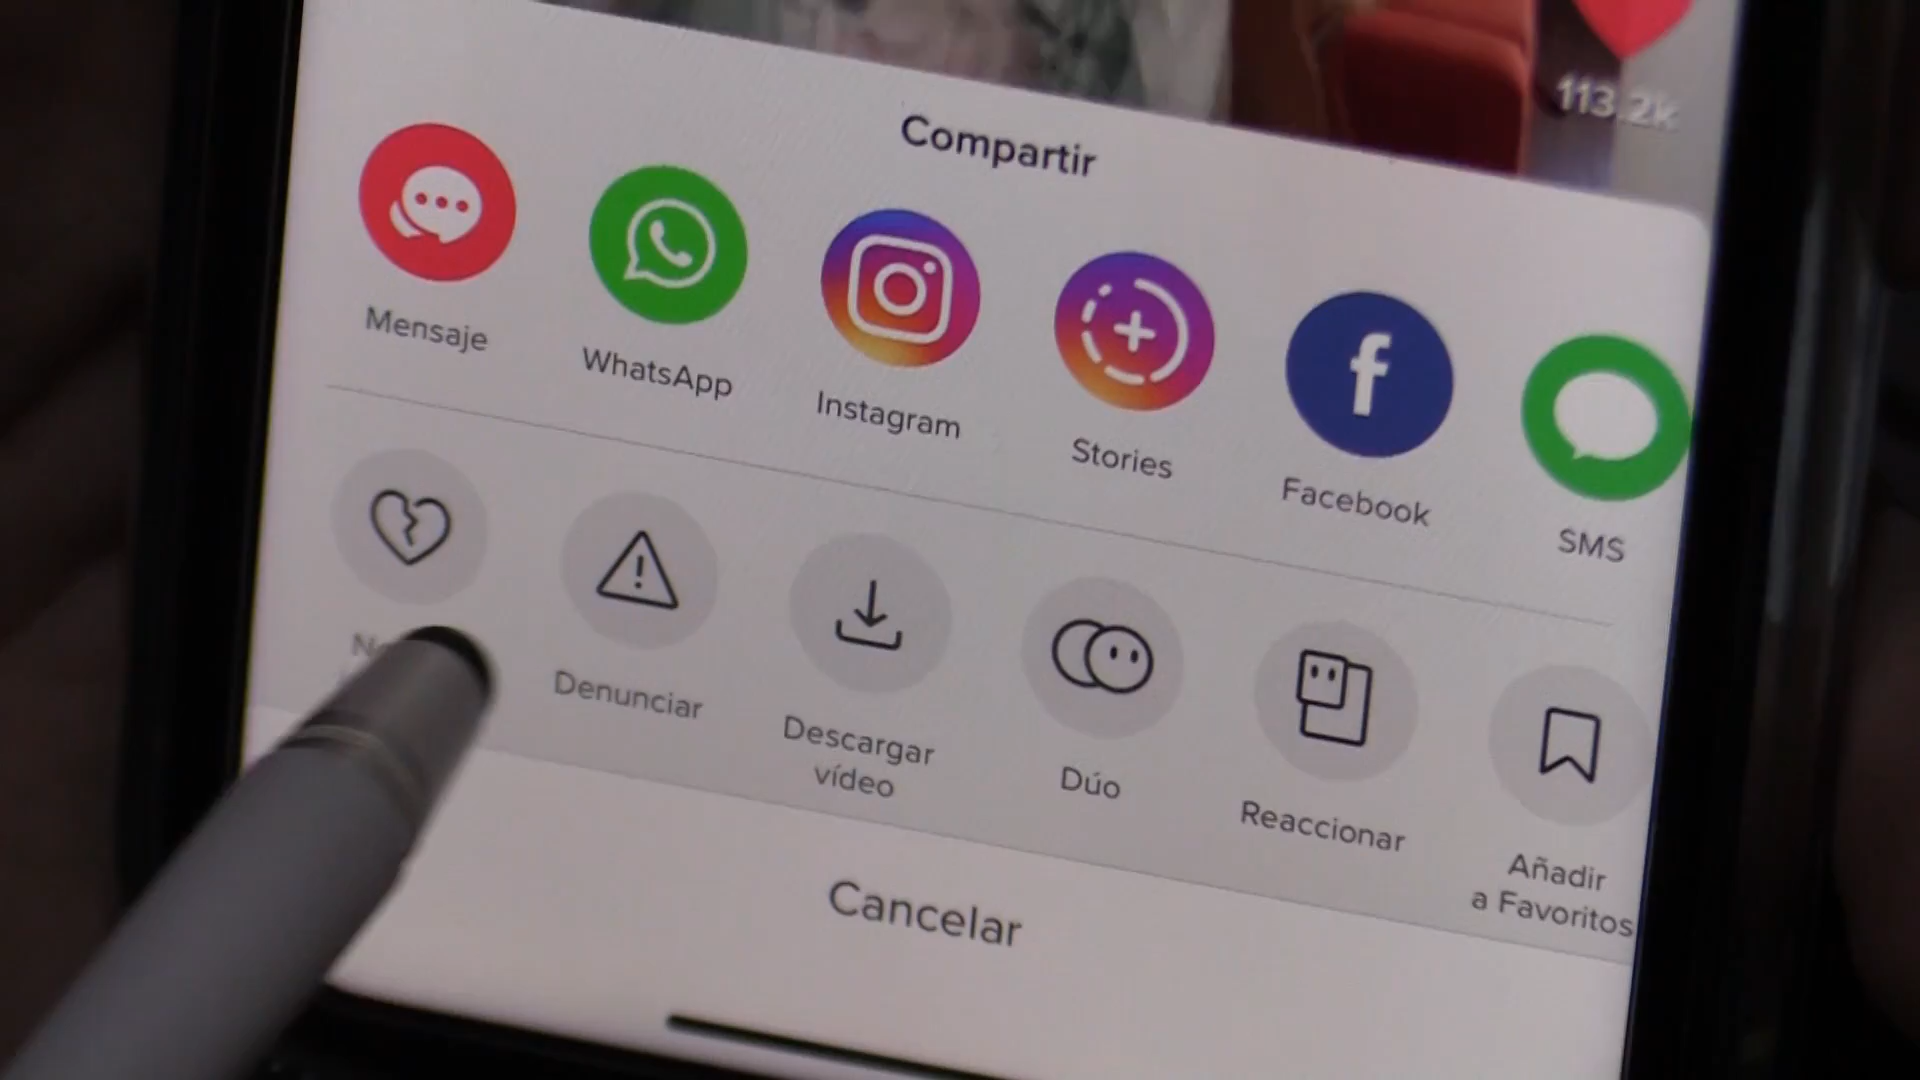 113.2k
Compartir
Mensaje
WhatsApp
Instagram
Stories
Facebook
SMS
Denunciar
Descargar
vídeo
Dúo
Reaccionar
Añadir
a Favoritos
Cancelar